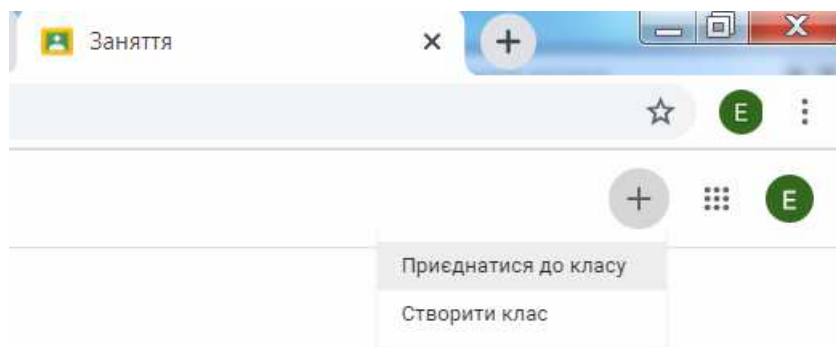 Заняття
E
E
Приєднатися до класу
Створити клас